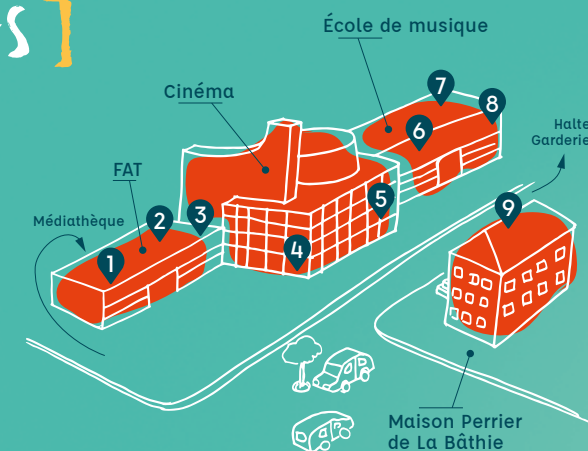 S]
École de musique
Cinéma
7
8
6
Halte
Garderie
FAT
Médiathèque
2
3
5
9
1
4
Maison Perrier
de La Bâthie